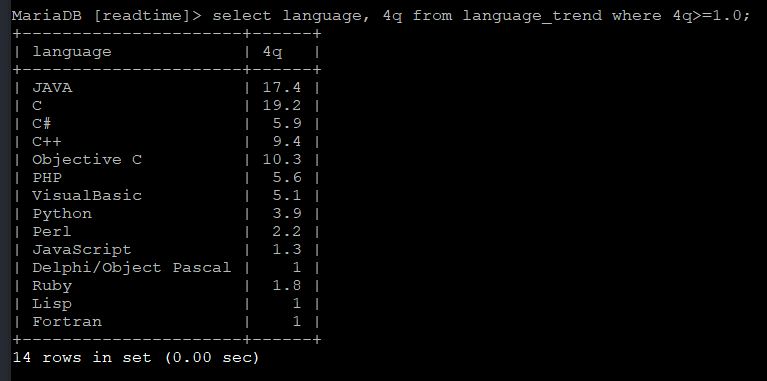 MariaDB [readtime]> select language, 4q from language_trend where 4q>=1.0;
+-----------------------+------+
| language              | 4q   |
+-----------------------+------+
| JAVA                  | 17.4 |
| C                     | 19.2 |
| C#                    |  5.9 |
| C++                   |  9.4 |
| Objective C           | 10.3 |
| PHP                   |  5.6 |
| VisualBasic           |  5.1 |
| Python                |  3.9 |
| Perl                  |  2.2 |
| JavaScript            |  1.3 |
| Delphi/Object Pascal  |    1 |
| Ruby                  |  1.8 |
| Lisp                  |    1 |
| Fortran               |    1 |
+-----------------------+------+
14 rows in set (0.00 sec)